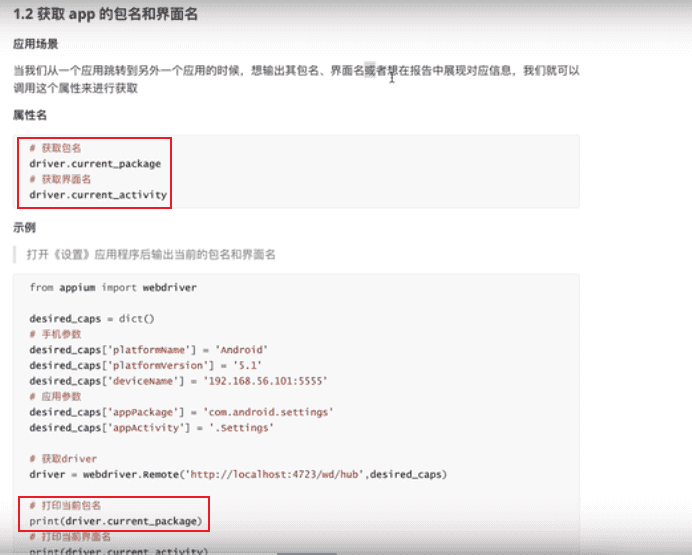 1.2 获取 app 的包名和界面名
应用场景
当我们从一个应用跳转到另外一个应用的时候，想输出其包名、界面名或者想在报告中展现对应信息，我们就可以
调用这个属性来进行获取
属性名
# 获取包名
driver.current_package
# 获取界面名
driver.current_activity
示例
打开《设置》应用程序后输出当前的包名和界面名
from appium import webdriver
desired_caps = dict()
# 手机参数
desired_caps['platformName'] = 'Android'
desired_caps['platformVersion'] = '5.1'
desired_caps['deviceName'] = '192.168.56.101:5555'
# 应用参数
desired_caps['appPackage'] = 'com.android.settings'
desired_caps['appActivity'] = '.Settings'
# 获取driver
driver = webdriver.Remote('http://localhost:4723/wd/hub',desired_caps)
# 打印当前包名
print(driver.current_package)
# 打印当前界面名
print(driver.current_activity)